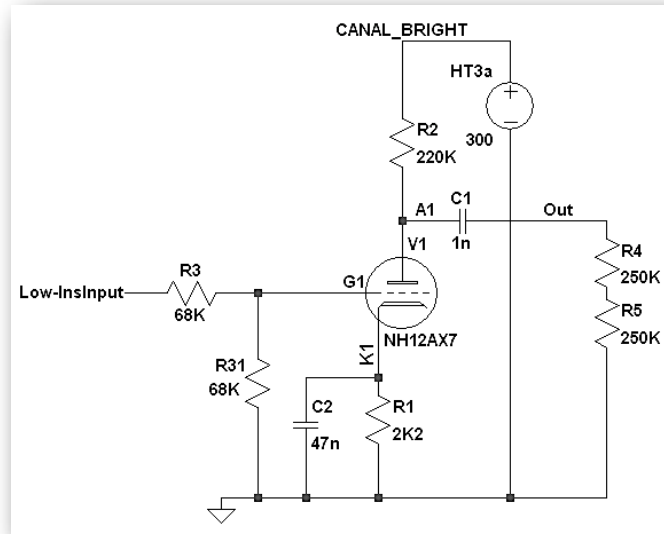 CANAL_BRIGHT
HT3a
300
R2
220K
A1
C1
1n
Out
V1
R4
250K
R3
Low-InsInput
68K
G1
R5
250K
NH12AX7
K1
R31
68K
C2
47n
R1
2K2